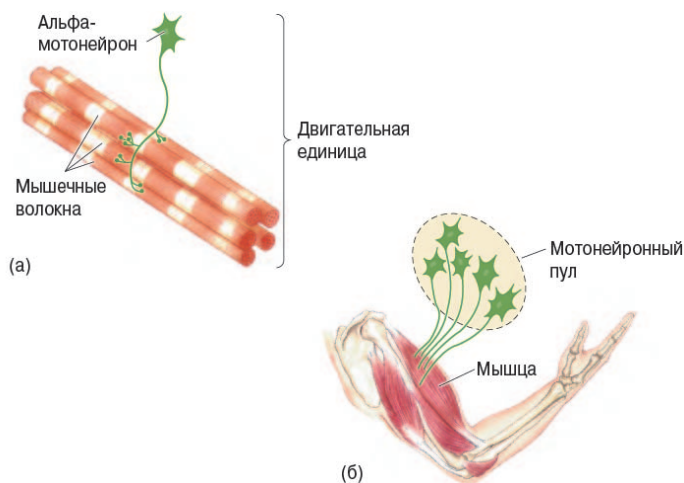 Альфа-
мотонейрон
Двигательная
единица
Мышечные
волокна
(а)
Мотонейронный
пул
Мышца
(б)